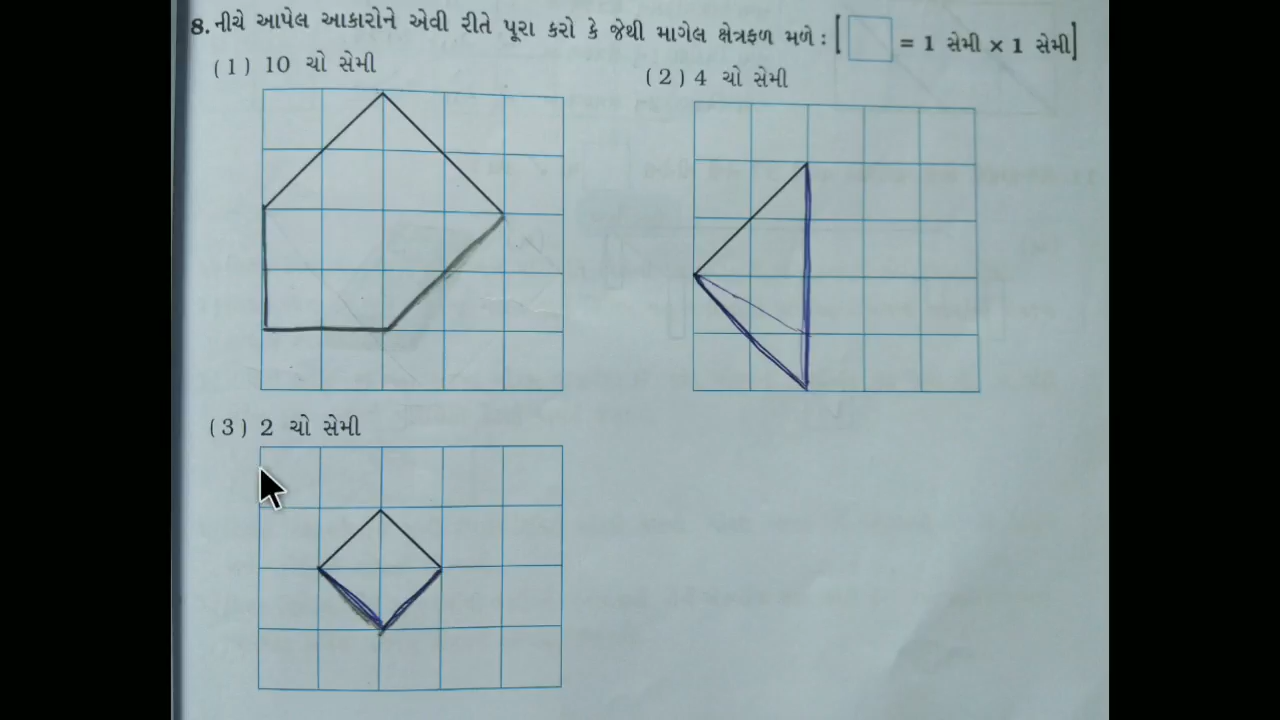 8. નીચે આપેલ આકારોને એવી રીતે પૂરા કરો કે જેથી માગેલ ક્ષેત્રફળ મળે : [ = 1 સેમી × 1 સેમી]
(1) 10 ચો સેમી
(2) 4 ચો સેમી
(3) 2 ચો સેમી